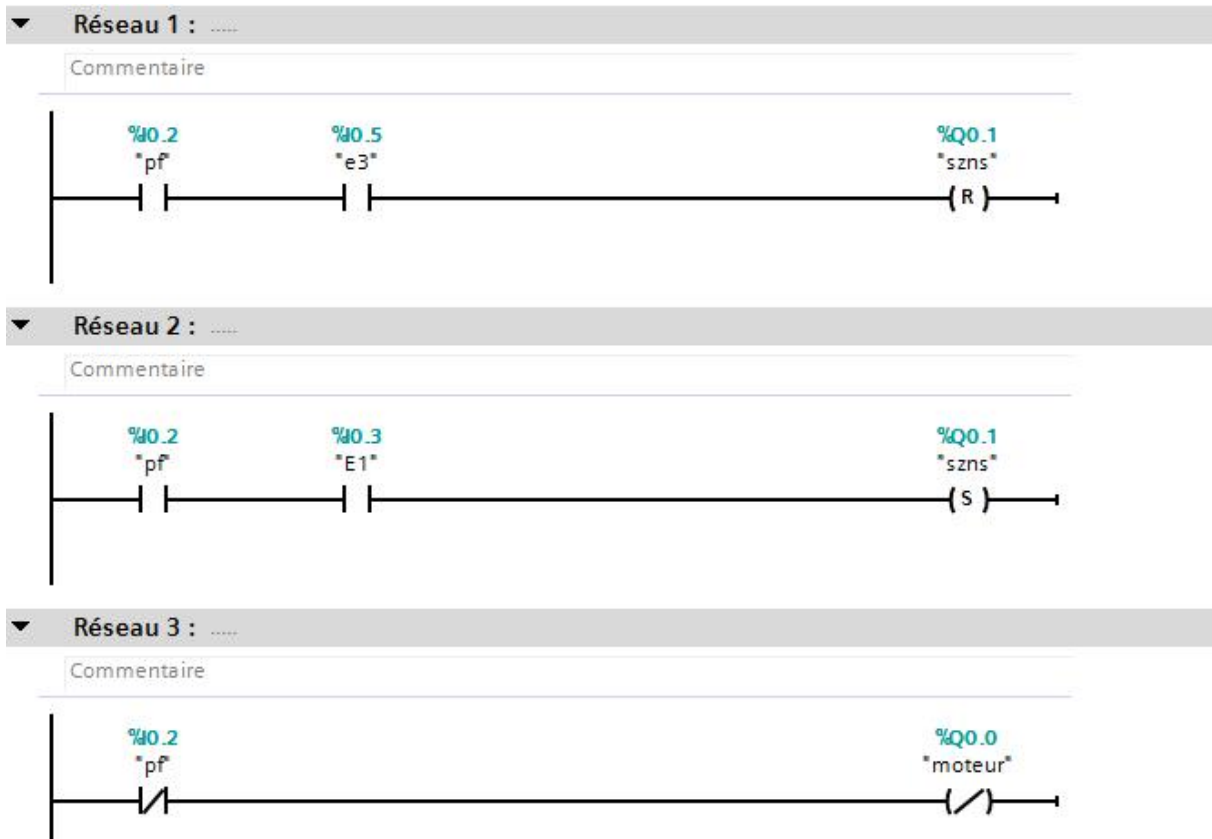 Réseau 1 : .....
Commentaire
%I0.2 %I0.5 %Q0.1
"pf" "e3" "szns"
R
Réseau 2 : .....
Commentaire
%I0.2 %I0.3 %Q0.1
"pf" "E1" "szns"
S
Réseau 3 : .....
Commentaire
%I0.2 %Q0.0
"pf" "moteur"